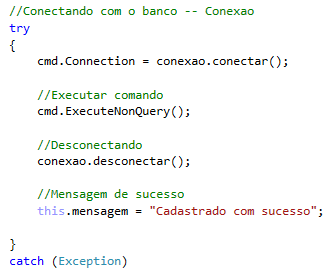 //Conectando com o banco -- Conexao
try
{
cmd.Connection = conexao.conectar();
//Executar comando
cmd.ExecuteNonQuery();
//Desconectando
conexao.desconectar();
//Mensagem de sucesso
this.mensagem = "Cadastrado com sucesso";
}
catch (Exception)